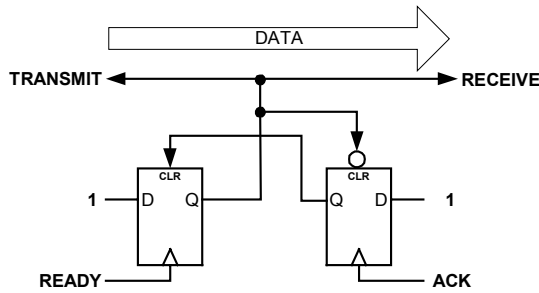 DATA
TRANSMIT RECEIVE
CLR CLR
1 D Q Q D 1
READY ACK